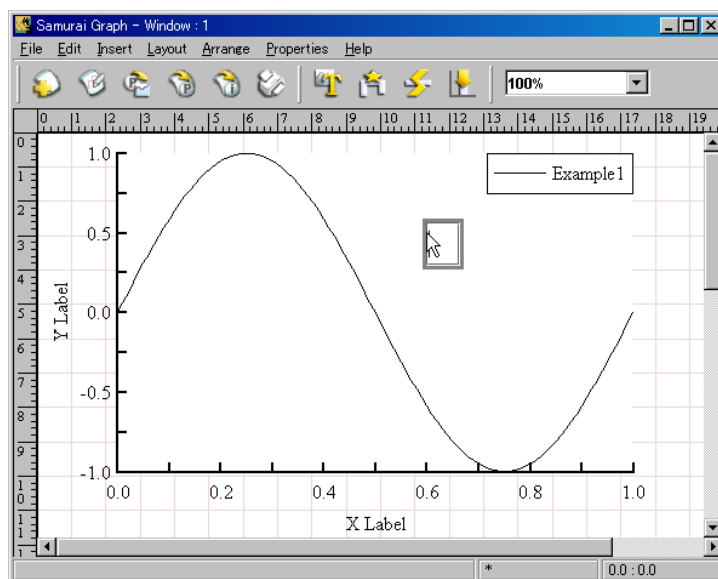 Samurai Graph - Window : 1
File Edit Insert Layout Arrange Properties Help
100%
0 1 2 3 4 5 6 7 8 9 10 11 12 13 14 15 16 17 18 19
0
1
2
3
4
5
6
7
8
9
10
11
1.0
0.5
0.0
-0.5
-1.0
Y Label
Example1
0.0 0.2 0.4 0.6 0.8 1.0
X Label
* 0.0 : 0.0